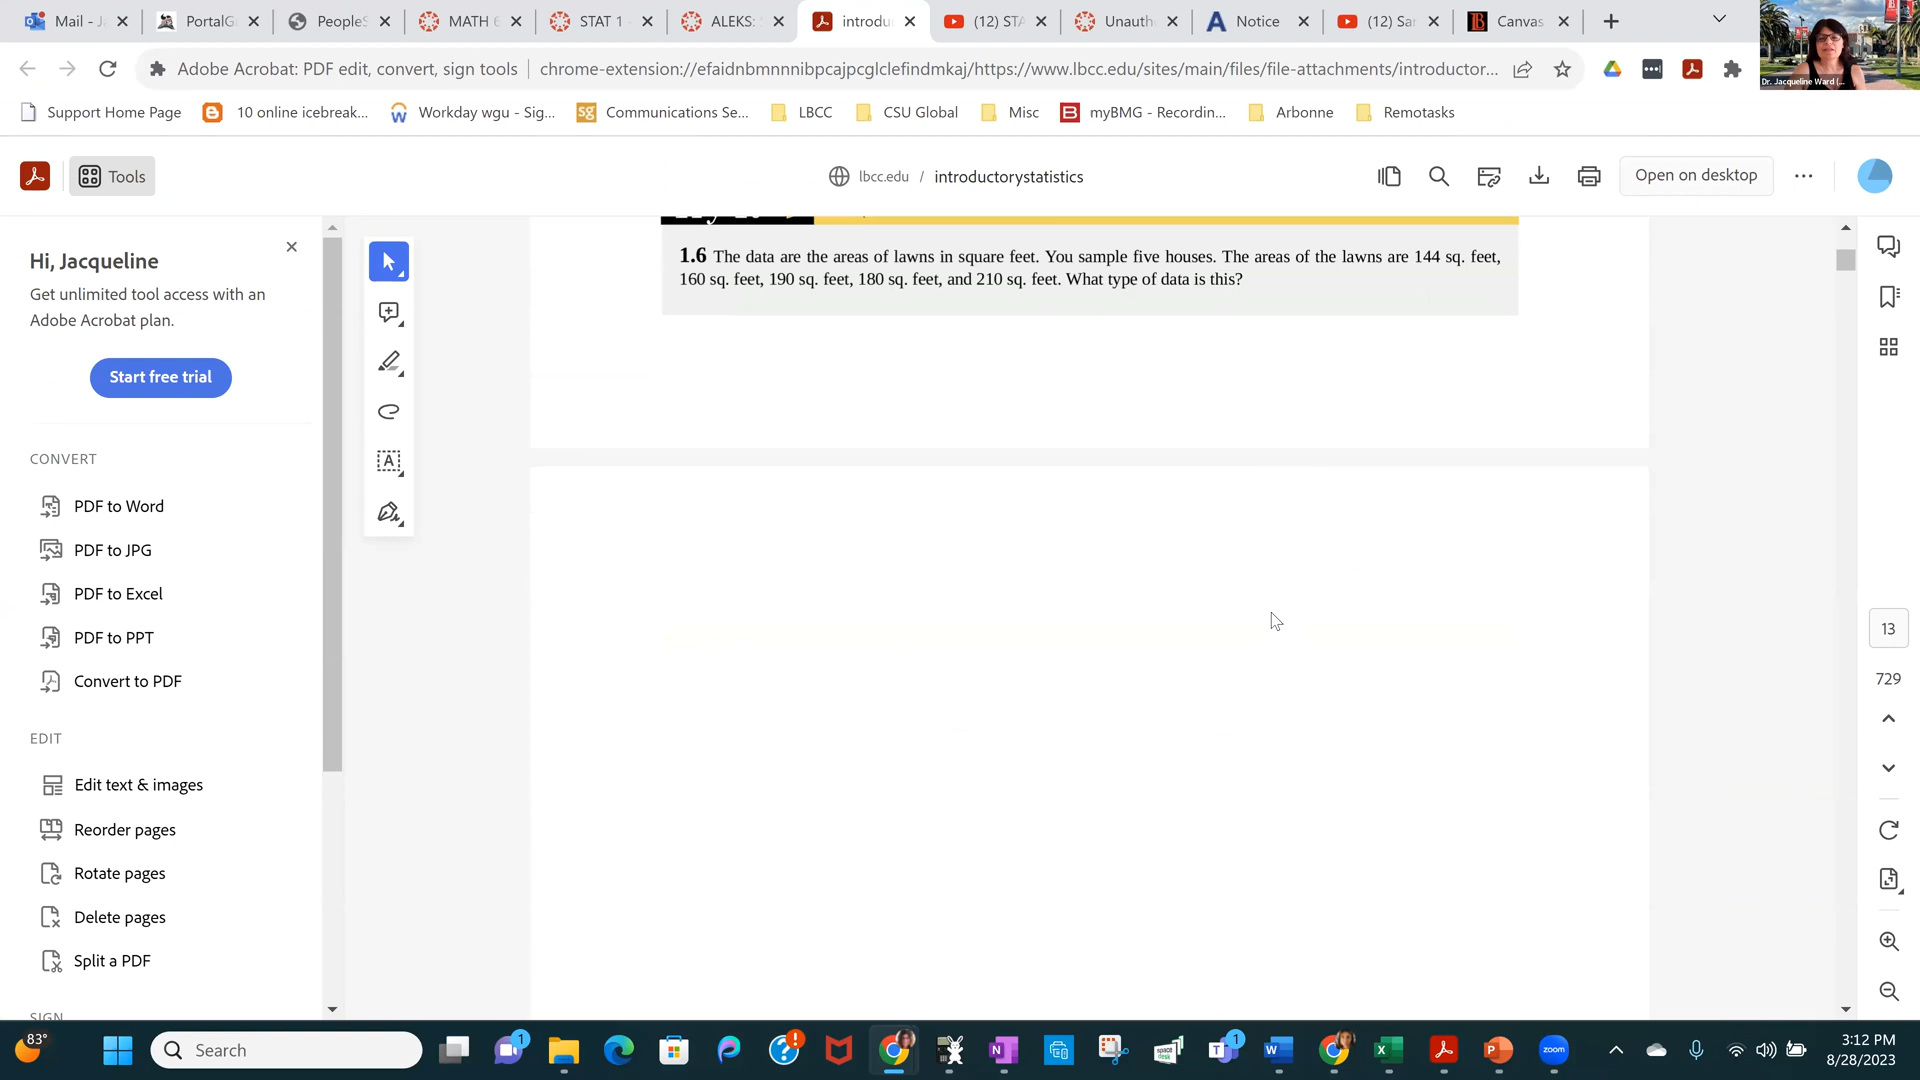 Mail - J
PortalG
PeopleS
MATH 6
STAT 1 -
ALEKS:
introdu
(12) STA
Unauth
Notice
(12) Sar
Canvas
Dr. Jacqueline Ward (...
Adobe Acrobat: PDF edit, convert, sign tools
chrome-extension://efaidnbmnnnibpcajpcglclefindmkaj/https://www.lbcc.edu/sites/main/files/file-attachments/introductor...
Support Home Page
10 online icebreak...
Workday wgu - Sig...
Communications Se...
LBCC
CSU Global
Misc
myBMG - Recordin...
Arbonne
Remotasks
Tools
lbcc.edu / introductorystatistics
Open on desktop
Hi, Jacqueline
Get unlimited tool access with an
Adobe Acrobat plan.
Start free trial
CONVERT
PDF to Word
PDF to JPG
PDF to Excel
PDF to PPT
Convert to PDF
EDIT
Edit text & images
Reorder pages
Rotate pages
Delete pages
Split a PDF
SIGN
1.6 The data are the areas of lawns in square feet. You sample five houses. The areas of the lawns are 144 sq. feet,
160 sq. feet, 190 sq. feet, 180 sq. feet, and 210 sq. feet. What type of data is this?
13
729
83°
Search
1
1
zoom
3:12 PM
8/28/2023